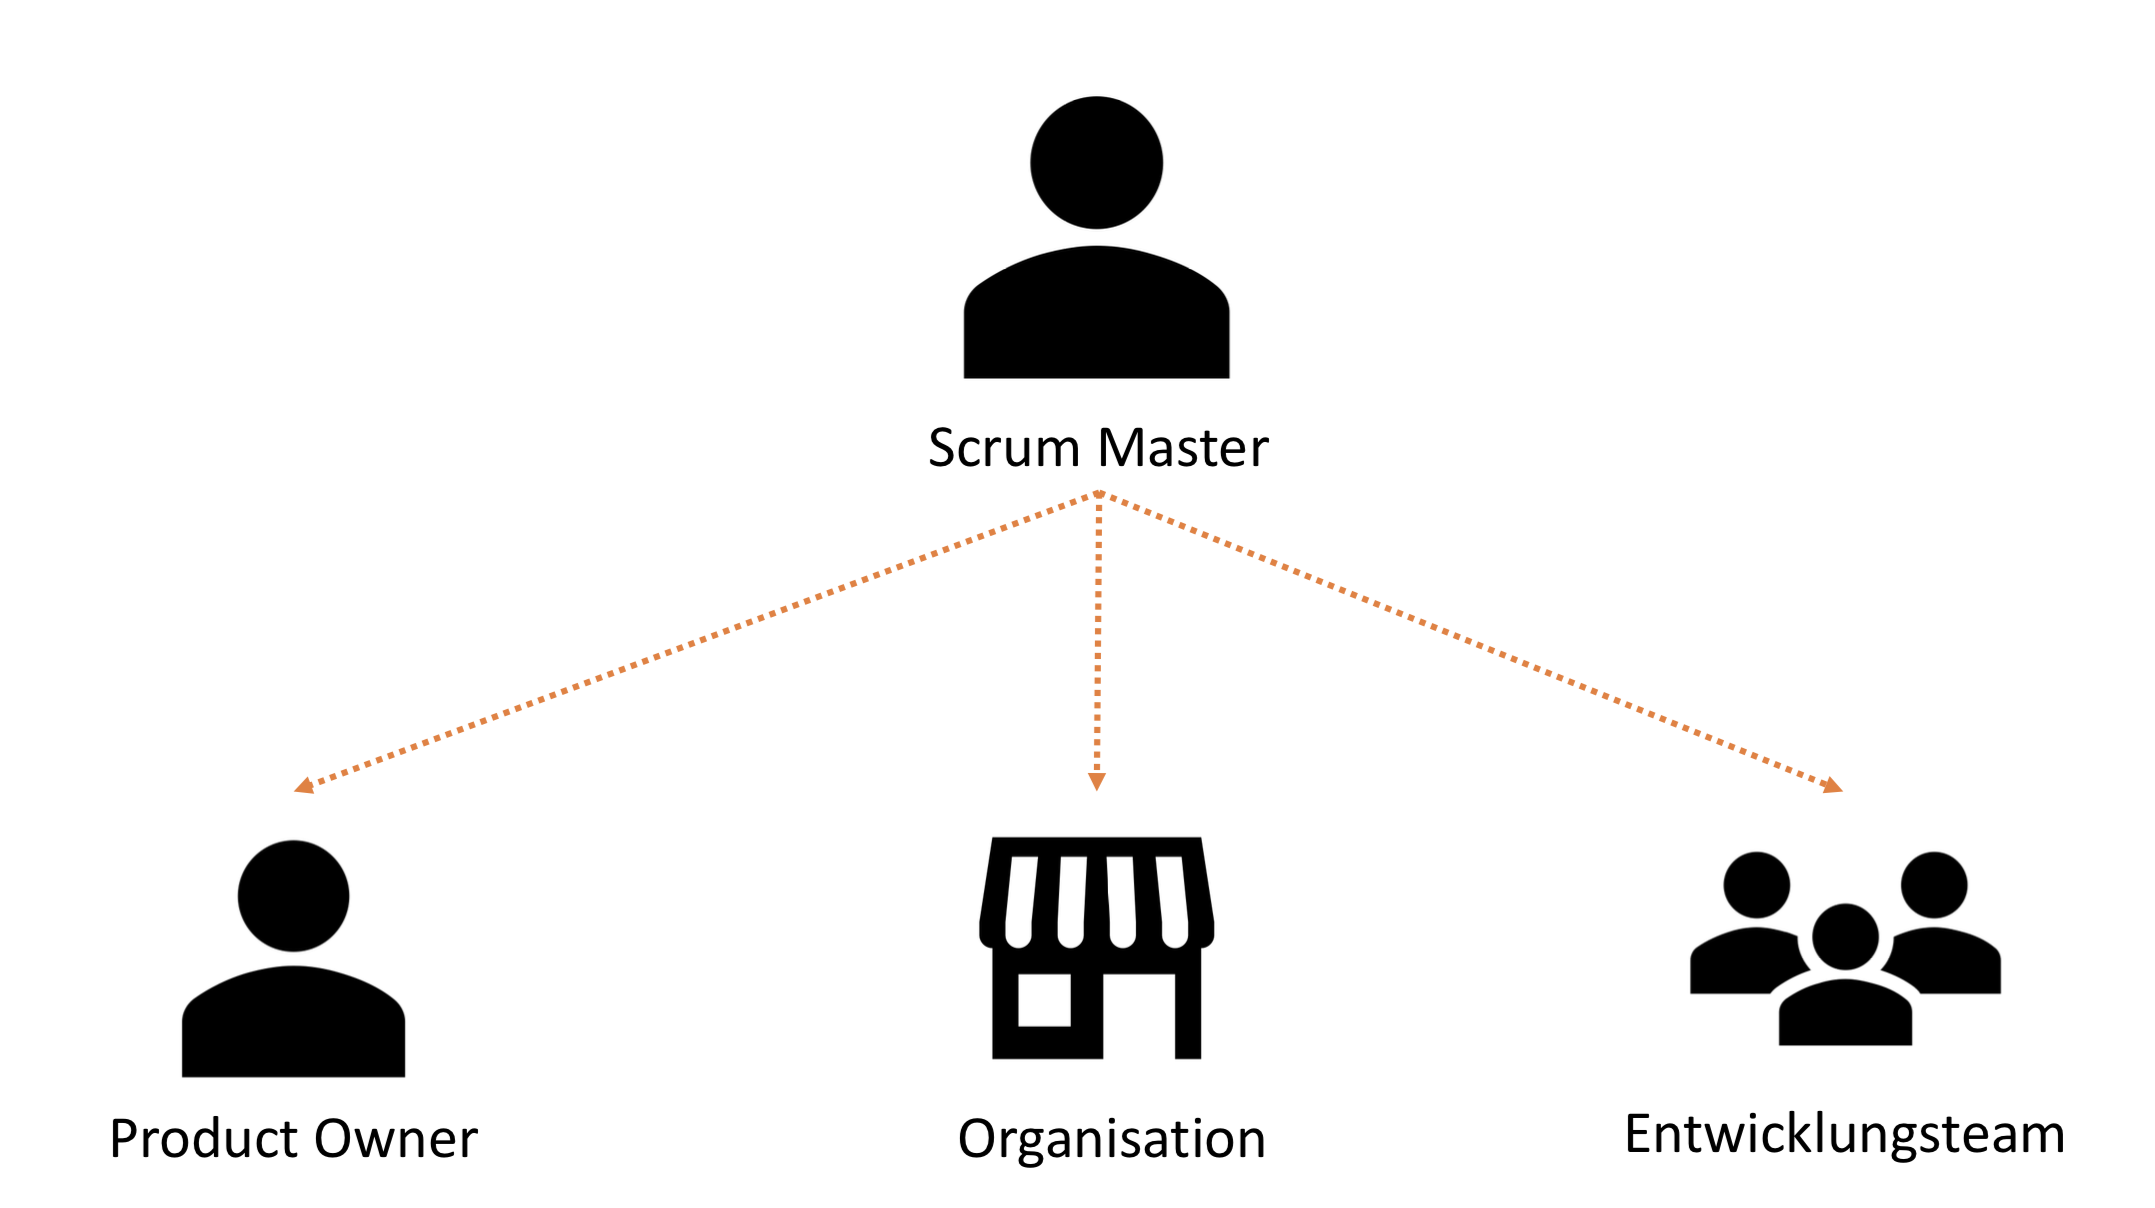 Scrum Master
Product Owner
Organisation
Entwicklungsteam